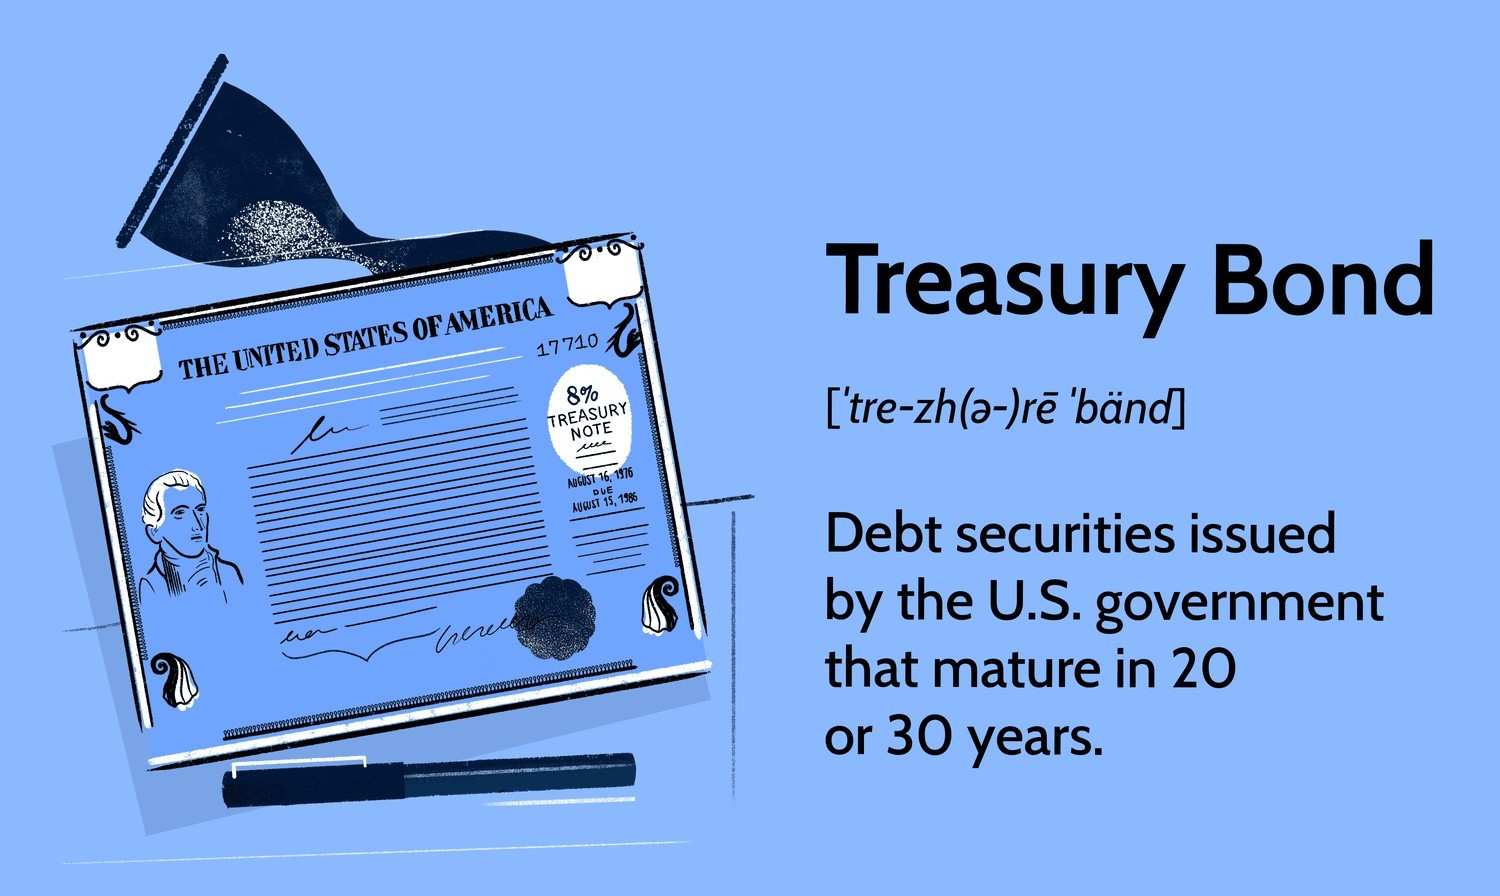 THE UNITED STATES OF AMERICA
17710
8%
TREASURY
NOTE
AUGUST 16, 1976
DUE
AUGUST 15, 1986
Treasury Bond
[ˈtre-zh(ə-)rē ˈbänd]
Debt securities issued
by the U.S. government
that mature in 20
or 30 years.